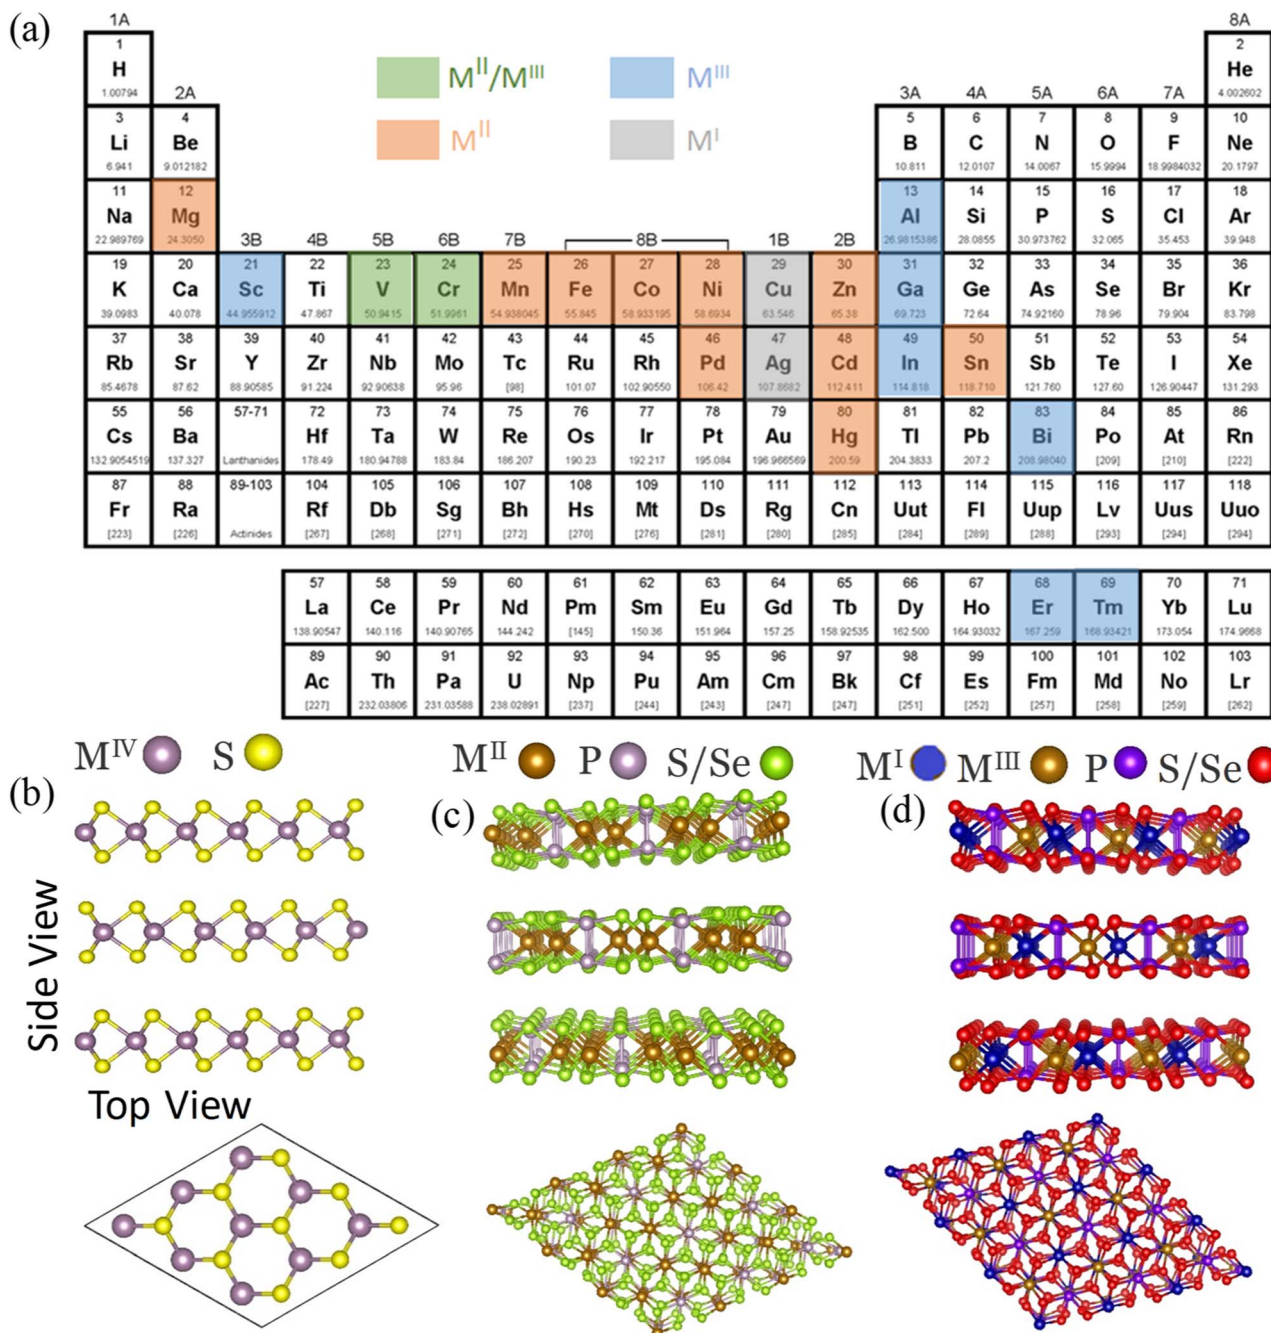 (a)
1A 8A
1 2
H He
1.00794 4.002602
M^II/M^III M^III
M^II M^I
2A 3A 4A 5A 6A 7A
3 4 5 6 7 8 9 10
Li Be B C N O F Ne
6.941 9.012182 10.811 12.0107 14.0067 15.9994 18.9984032 20.1797
11 12 13 14 15 16 17 18
Na Mg Al Si P S Cl Ar
22.989769 24.3050 26.9815386 28.0855 30.973762 32.065 35.453 39.948
3B 4B 5B 6B 7B 8B 1B 2B
19 20 21 22 23 24 25 26 27 28 29 30 31 32 33 34 35 36
K Ca Sc Ti V Cr Mn Fe Co Ni Cu Zn Ga Ge As Se Br Kr
39.0983 40.078 44.955912 47.867 50.9415 51.9961 54.938045 55.845 58.933195 58.6934 63.546 65.38 69.723 72.64 74.92160 78.96 79.904 83.798
37 38 39 40 41 42 43 44 45 46 47 48 49 50 51 52 53 54
Rb Sr Y Zr Nb Mo Tc Ru Rh Pd Ag Cd In Sn Sb Te I Xe
85.4678 87.62 88.90585 91.224 92.90638 95.96 [98] 101.07 102.90550 106.42 107.8682 112.411 114.818 118.710 121.760 127.60 126.90447 131.293
55 56 57-71 72 73 74 75 76 77 78 79 80 81 82 83 84 85 86
Cs Ba Hf Ta W Re Os Ir Pt Au Hg Tl Pb Bi Po At Rn
132.9054519 137.327 Lanthanides 178.49 180.94788 183.84 186.207 190.23 192.217 195.084 196.966569 200.59 204.3833 207.2 208.98040 [209] [210] [222]
87 88 89-103 104 105 106 107 108 109 110 111 112 113 114 115 116 117 118
Fr Ra Rf Db Sg Bh Hs Mt Ds Rg Cn Uut Fl Uup Lv Uus Uuo
[223] [226] Actinides [267] [268] [271] [272] [270] [276] [281] [280] [285] [284] [289] [288] [293] [294] [294]
57 58 59 60 61 62 63 64 65 66 67 68 69 70 71
La Ce Pr Nd Pm Sm Eu Gd Tb Dy Ho Er Tm Yb Lu
138.90547 140.116 140.90765 144.242 [145] 150.36 151.964 157.25 158.92535 162.500 164.93032 167.259 168.93421 173.054 174.9668
89 90 91 92 93 94 95 96 97 98 99 100 101 102 103
Ac Th Pa U Np Pu Am Cm Bk Cf Es Fm Md No Lr
[227] 232.03806 231.03588 238.02891 [237] [244] [243] [247] [247] [251] [252] [257] [258] [259] [262]
M^IV S
M^II P S/Se
M^I M^III P S/Se
(b)
(c)
(d)
Side View
Top View